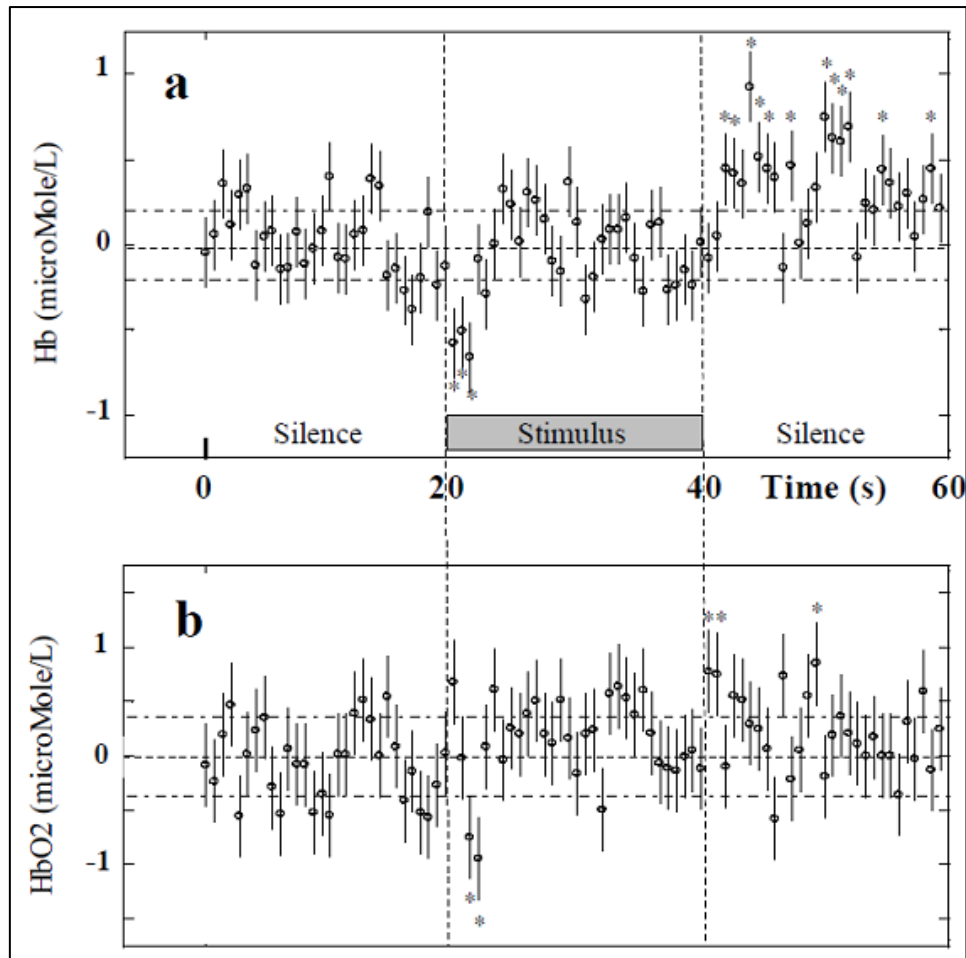 a
Hb (microMole/L)
1
0
-1
* * * * * * * * * * * * *
* * *
Silence Stimulus Silence
0 20 40 Time (s) 60
b
HbO2 (microMole/L)
1
0
-1
* * *
* *